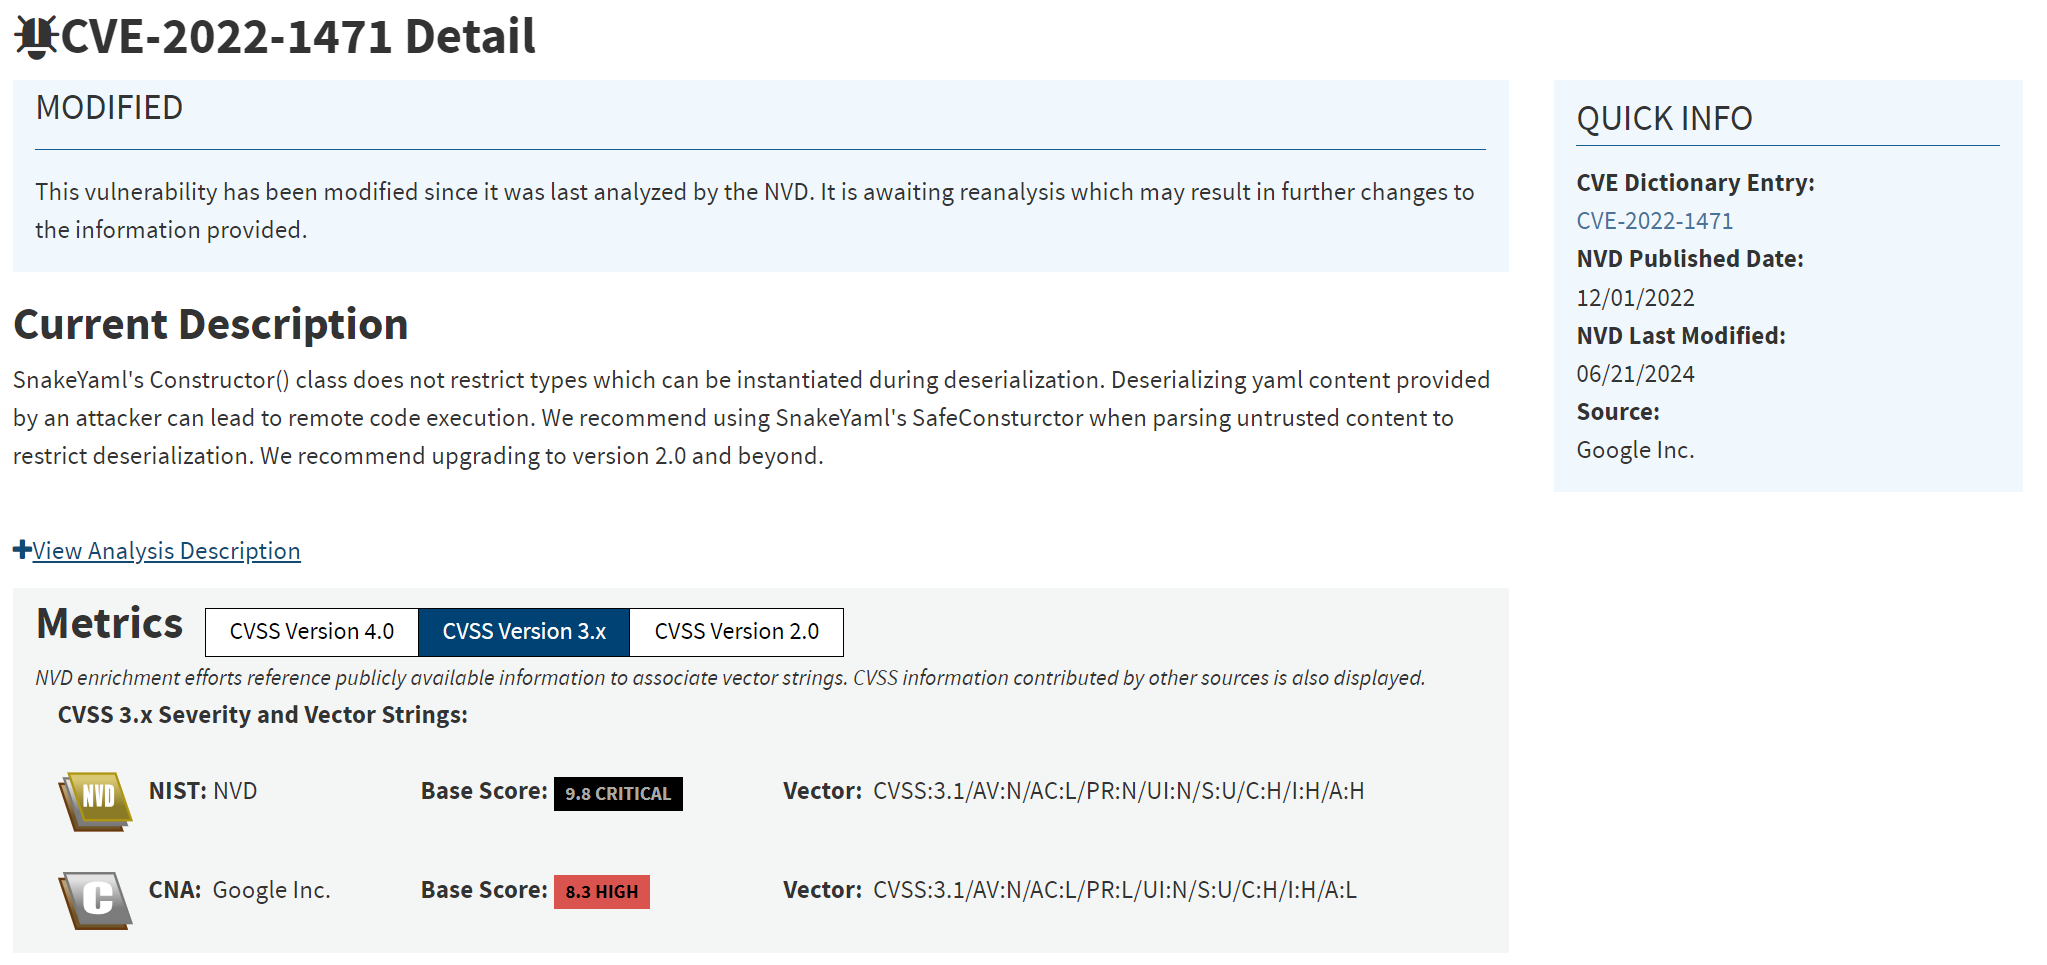 CVE-2022-1471 Detail
MODIFIED
This vulnerability has been modified since it was last analyzed by the NVD. It is awaiting reanalysis which may result in further changes to
the information provided.
Current Description
SnakeYaml's Constructor() class does not restrict types which can be instantiated during deserialization. Deserializing yaml content provided
by an attacker can lead to remote code execution. We recommend using SnakeYaml's SafeConsturctor when parsing untrusted content to
restrict deserialization. We recommend upgrading to version 2.0 and beyond.
View Analysis Description
Metrics CVSS Version 4.0 CVSS Version 3.x CVSS Version 2.0
NVD enrichment efforts reference publicly available information to associate vector strings. CVSS information contributed by other sources is also displayed.
CVSS 3.x Severity and Vector Strings:
NVD NIST: NVD Base Score: 9.8 CRITICAL Vector: CVSS:3.1/AV:N/AC:L/PR:N/UI:N/S:U/C:H/I:H/A:H
C CNA: Google Inc. Base Score: 8.3 HIGH Vector: CVSS:3.1/AV:N/AC:L/PR:L/UI:N/S:U/C:H/I:H/A:L
QUICK INFO
CVE Dictionary Entry:
CVE-2022-1471
NVD Published Date:
12/01/2022
NVD Last Modified:
06/21/2024
Source:
Google Inc.